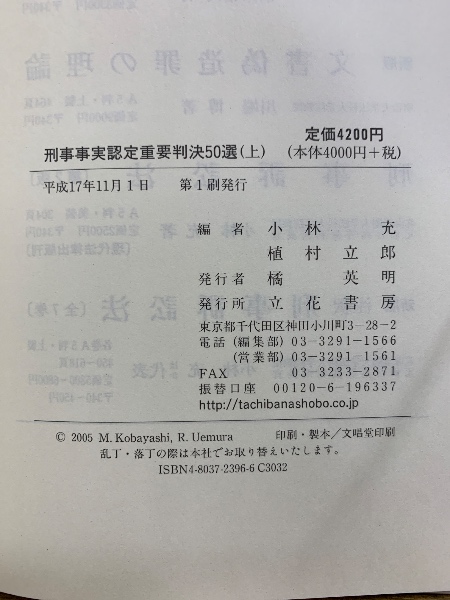 定価4200円
刑事事実認定重要判決50選(上) (本体4000円+税)
平成17年11月1日 第1刷発行
編者 小林 充
植村立郎
発行者 橘 英明
発行所 立花書房
東京都千代田区神田小川町3-28-2
電話(編集部) 03-3291-1566
(営業部) 03-3291-1561
FAX 03-3233-2871
振替口座 00120-6-196337
http://tachibanashobo.co.jp
© 2005 M. Kobayashi, R. Uemura 印刷・製本/文唱堂印刷
乱丁・落丁の際は本社でお取り替えいたします。
ISBN4-8037-2396-6 C3032